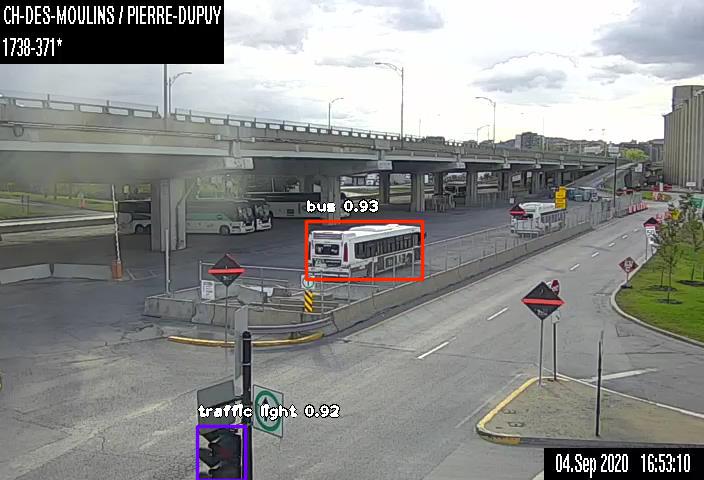 CH-DES-MOULINS / PIERRE-DUPUY
1738-371*
bus 0.93
traffic light 0.92
04.Sep 2020 16:53:10